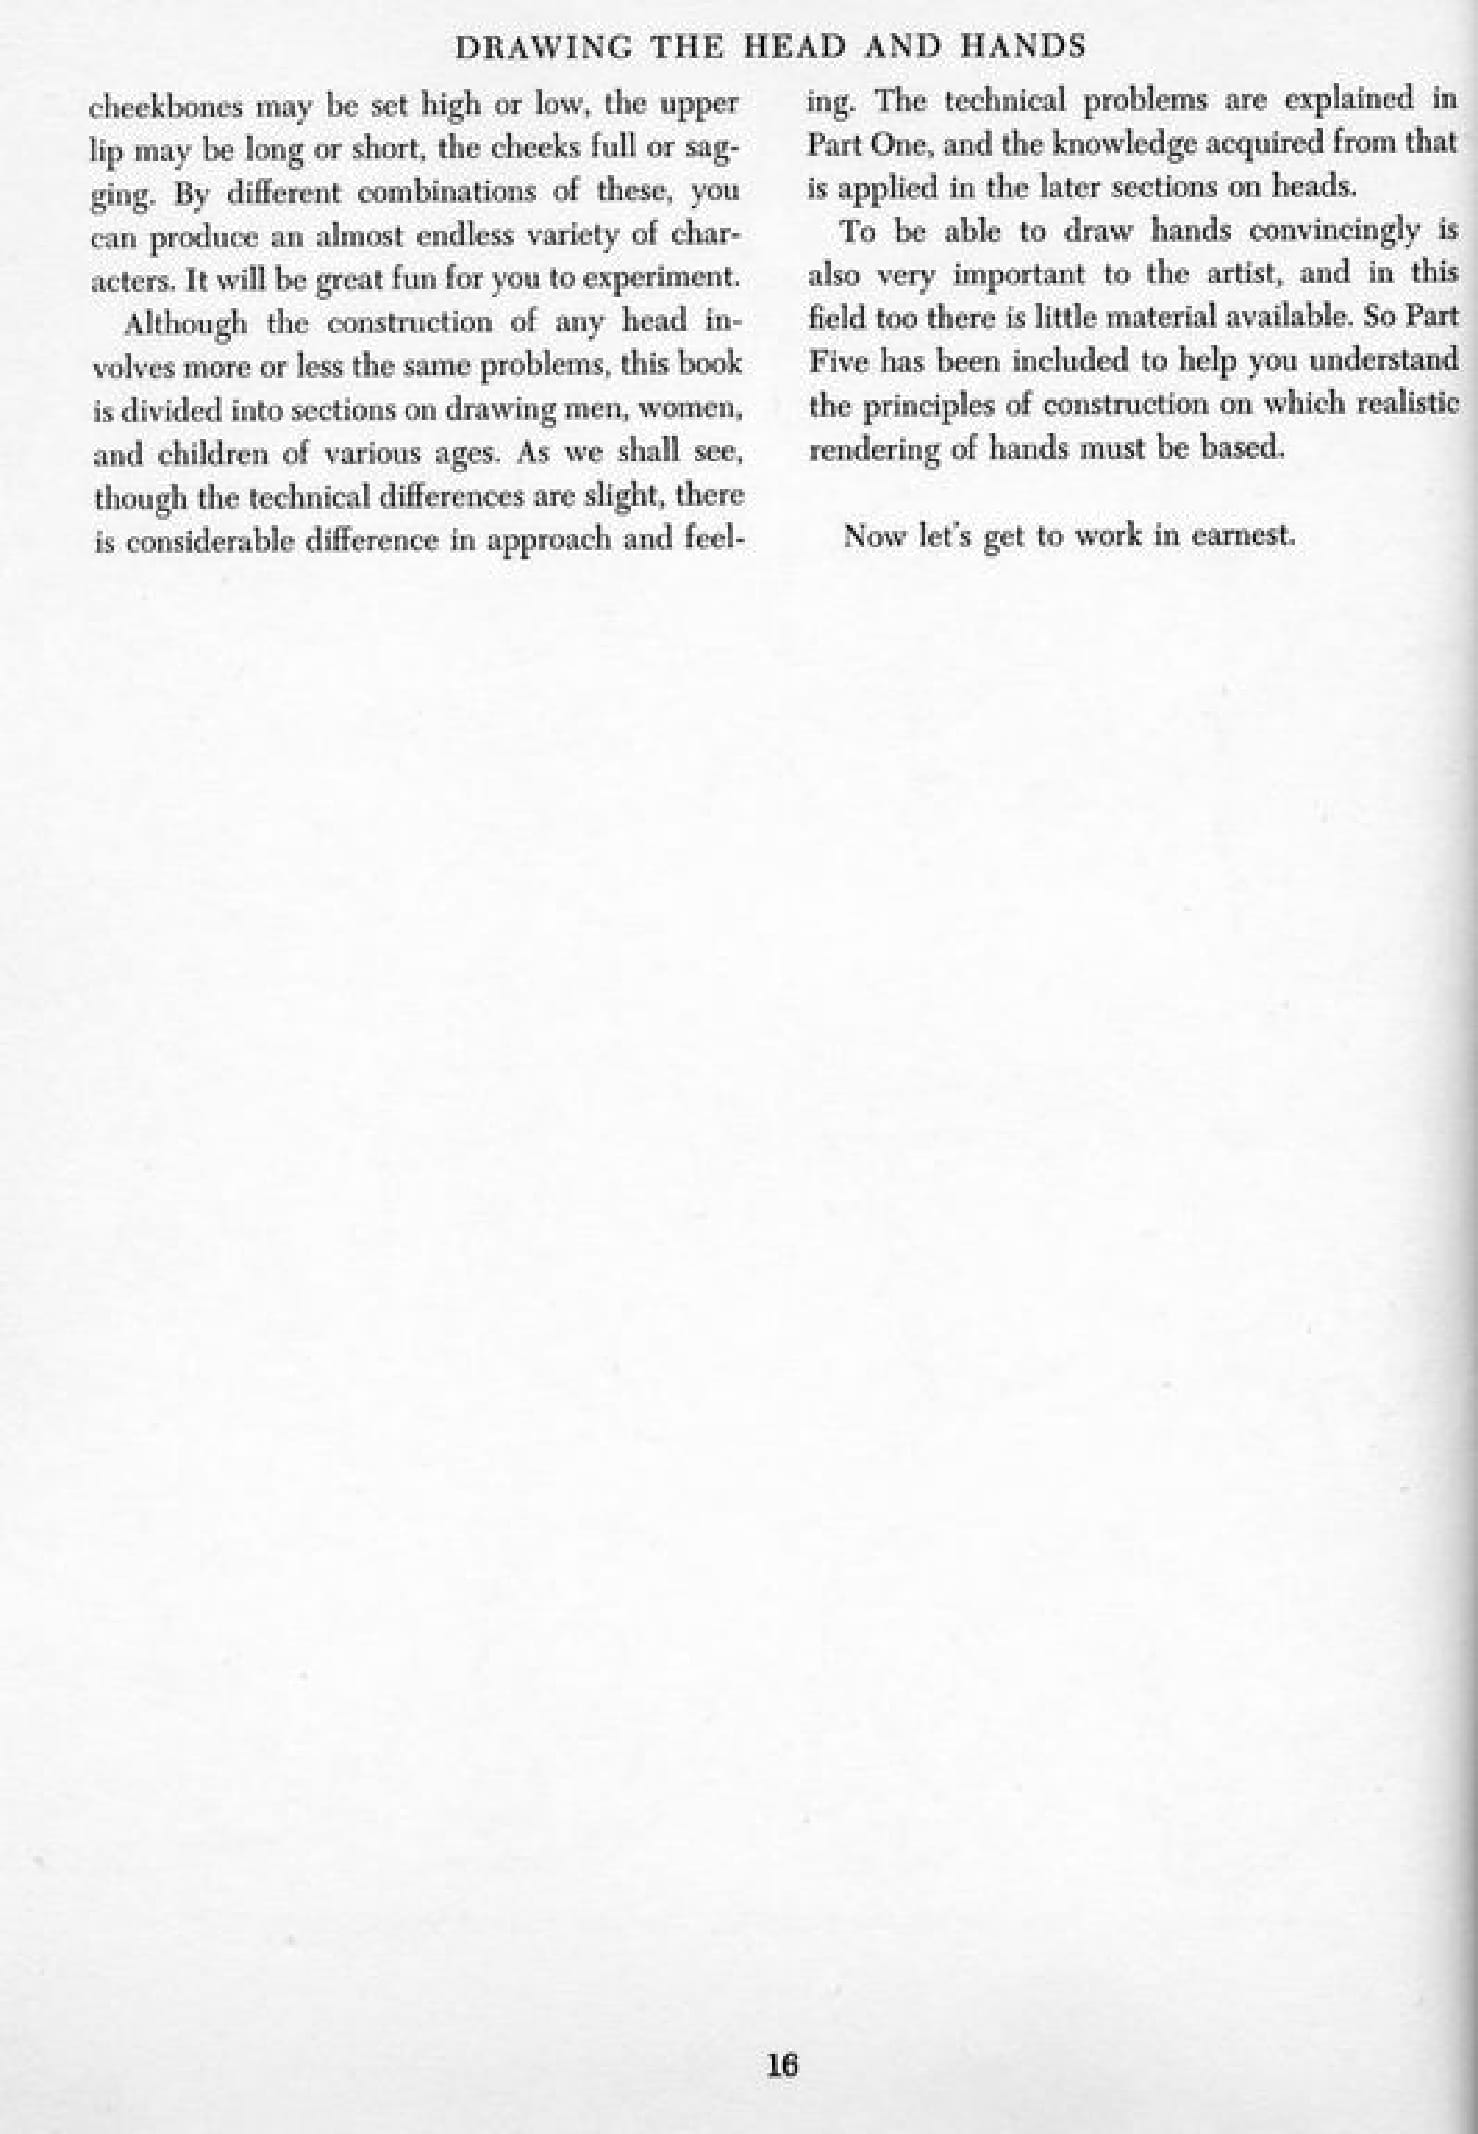 DRAWING THE HEAD AND HANDS
cheekbones may be set high or low, the upper
lip may be long or short, the cheeks full or sag-
ging. By different combinations of these, you
can produce an almost endless variety of char-
acters. It will be great fun for you to experiment.
Although the construction of any head in-
volves more or less the same problems, this book
is divided into sections on drawing men, women,
and children of various ages. As we shall see,
though the technical differences are slight, there
is considerable difference in approach and feel-
ing. The technical problems are explained in
Part One, and the knowledge acquired from that
is applied in the later sections on heads.
To be able to draw hands convincingly is
also very important to the artist, and in this
field too there is little material available. So Part
Five has been included to help you understand
the principles of construction on which realistic
rendering of hands must be based.
Now let's get to work in earnest.
16